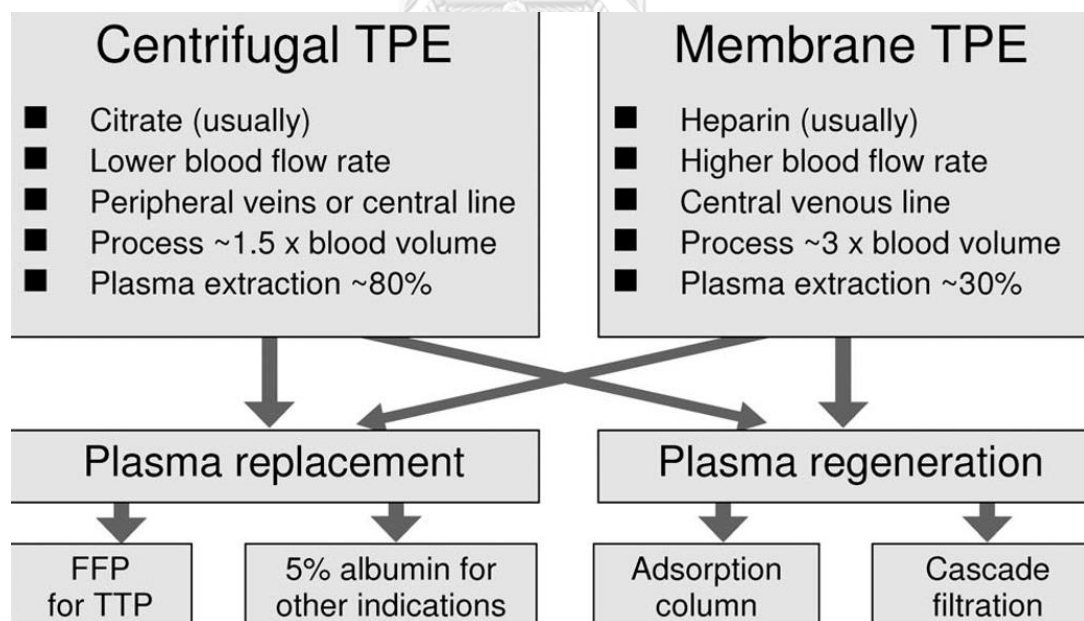 Centrifugal TPE
Citrate (usually)
Lower blood flow rate
Peripheral veins or central line
Process ~1.5 x blood volume
Plasma extraction ~80%
Membrane TPE
Heparin (usually)
Higher blood flow rate
Central venous line
Process ~3 x blood volume
Plasma extraction ~30%
Plasma replacement
Plasma regeneration
FFP
for TTP
5% albumin for
other indications
Adsorption
column
Cascade
filtration